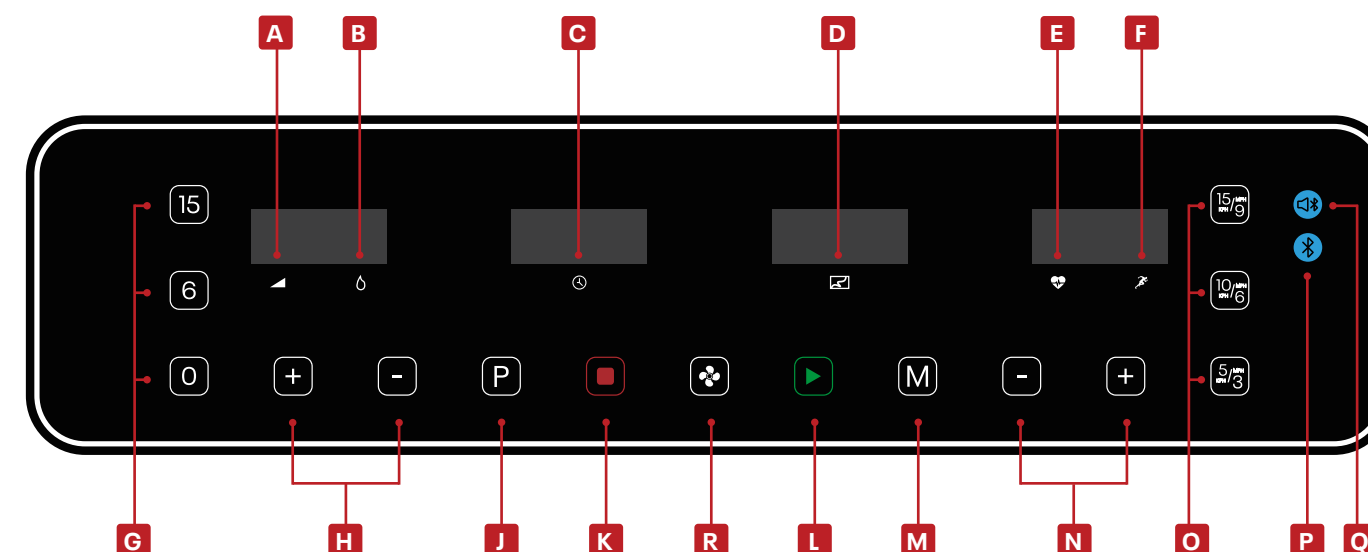 A B C D E F
15
15 KPH / MPH 9
6
10 KPH / MPH 6
0 + - P M - + 5 KPH / MPH 3
G H J K R L M N O P Q